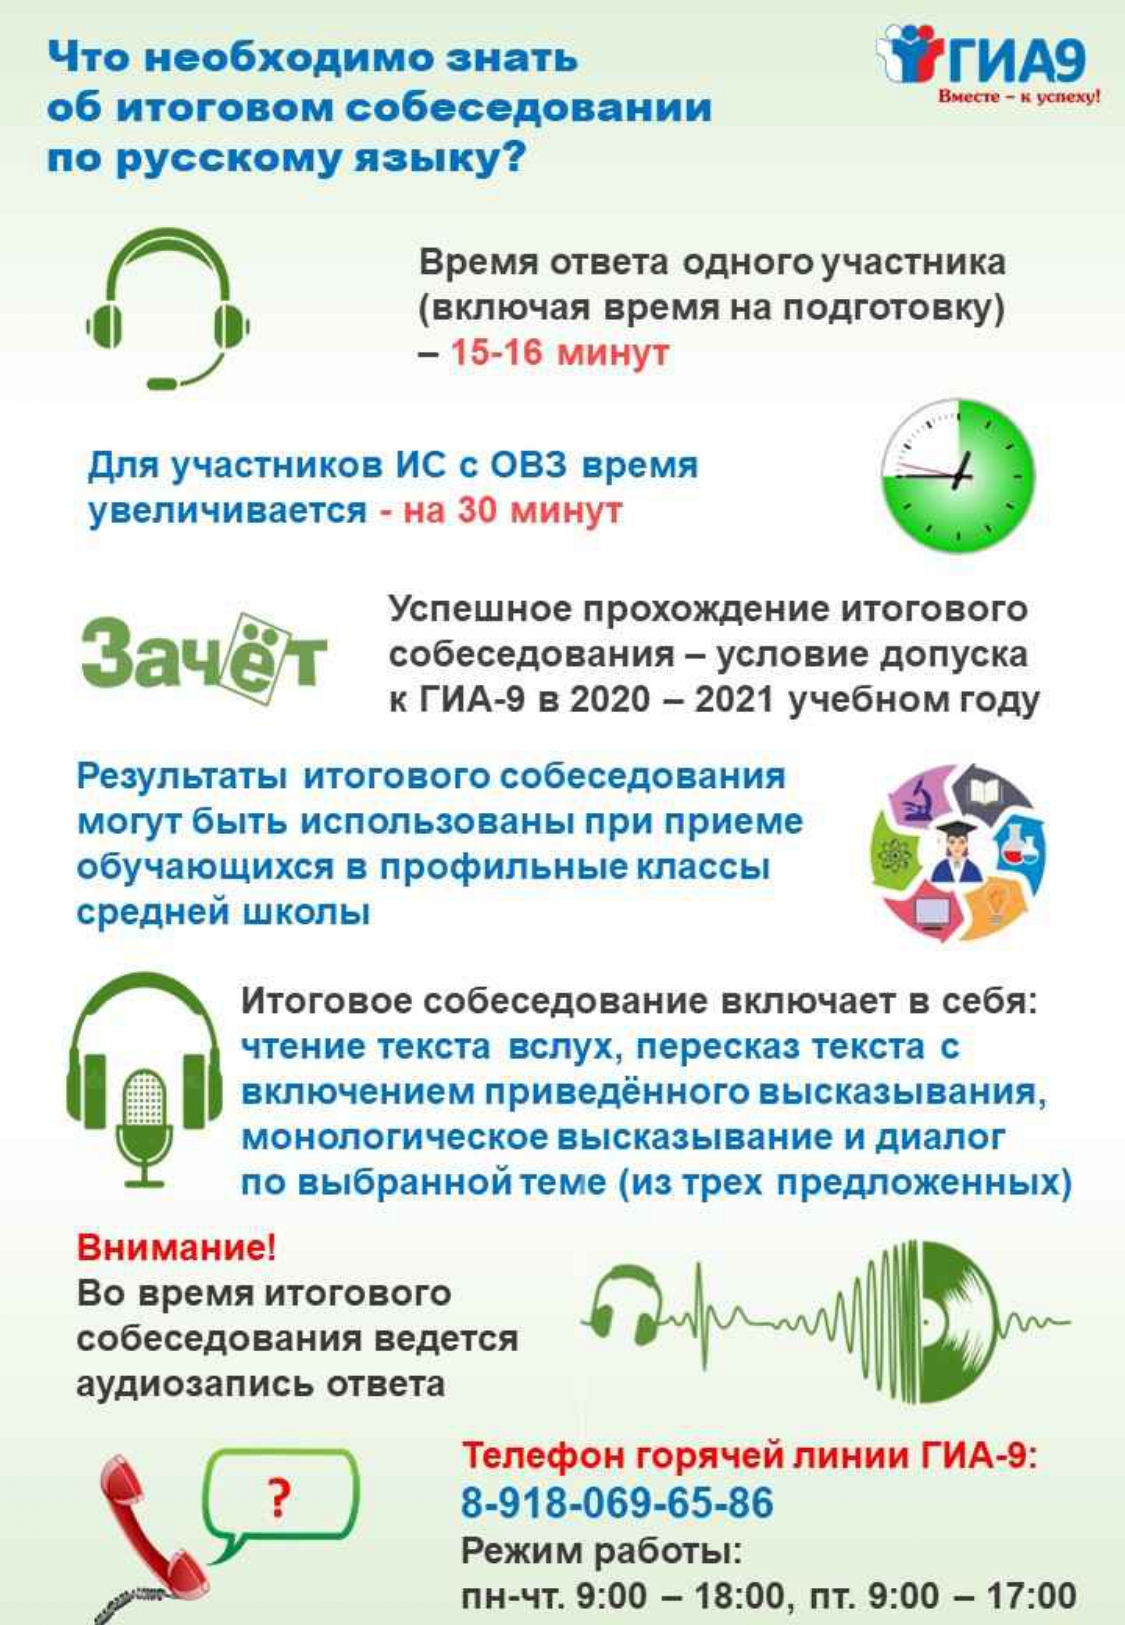 Что необходимо знать
об итоговом собеседовании
по русскому языку?
ГИА9
Вместе – к успеху!
Время ответа одного участника
(включая время на подготовку)
– 15-16 минут
Для участников ИС с ОВЗ время
увеличивается - на 30 минут
Зачёт
Успешное прохождение итогового
собеседования – условие допуска
к ГИА-9 в 2020 – 2021 учебном году
Результаты итогового собеседования
могут быть использованы при приеме
обучающихся в профильные классы
средней школы
Итоговое собеседование включает в себя:
чтение текста вслух, пересказ текста с
включением приведённого высказывания,
монологическое высказывание и диалог
по выбранной теме (из трех предложенных)
Внимание!
Во время итогового
собеседования ведется
аудиозапись ответа
?
Телефон горячей линии ГИА-9:
8-918-069-65-86
Режим работы:
пн-чт. 9:00 – 18:00, пт. 9:00 – 17:00